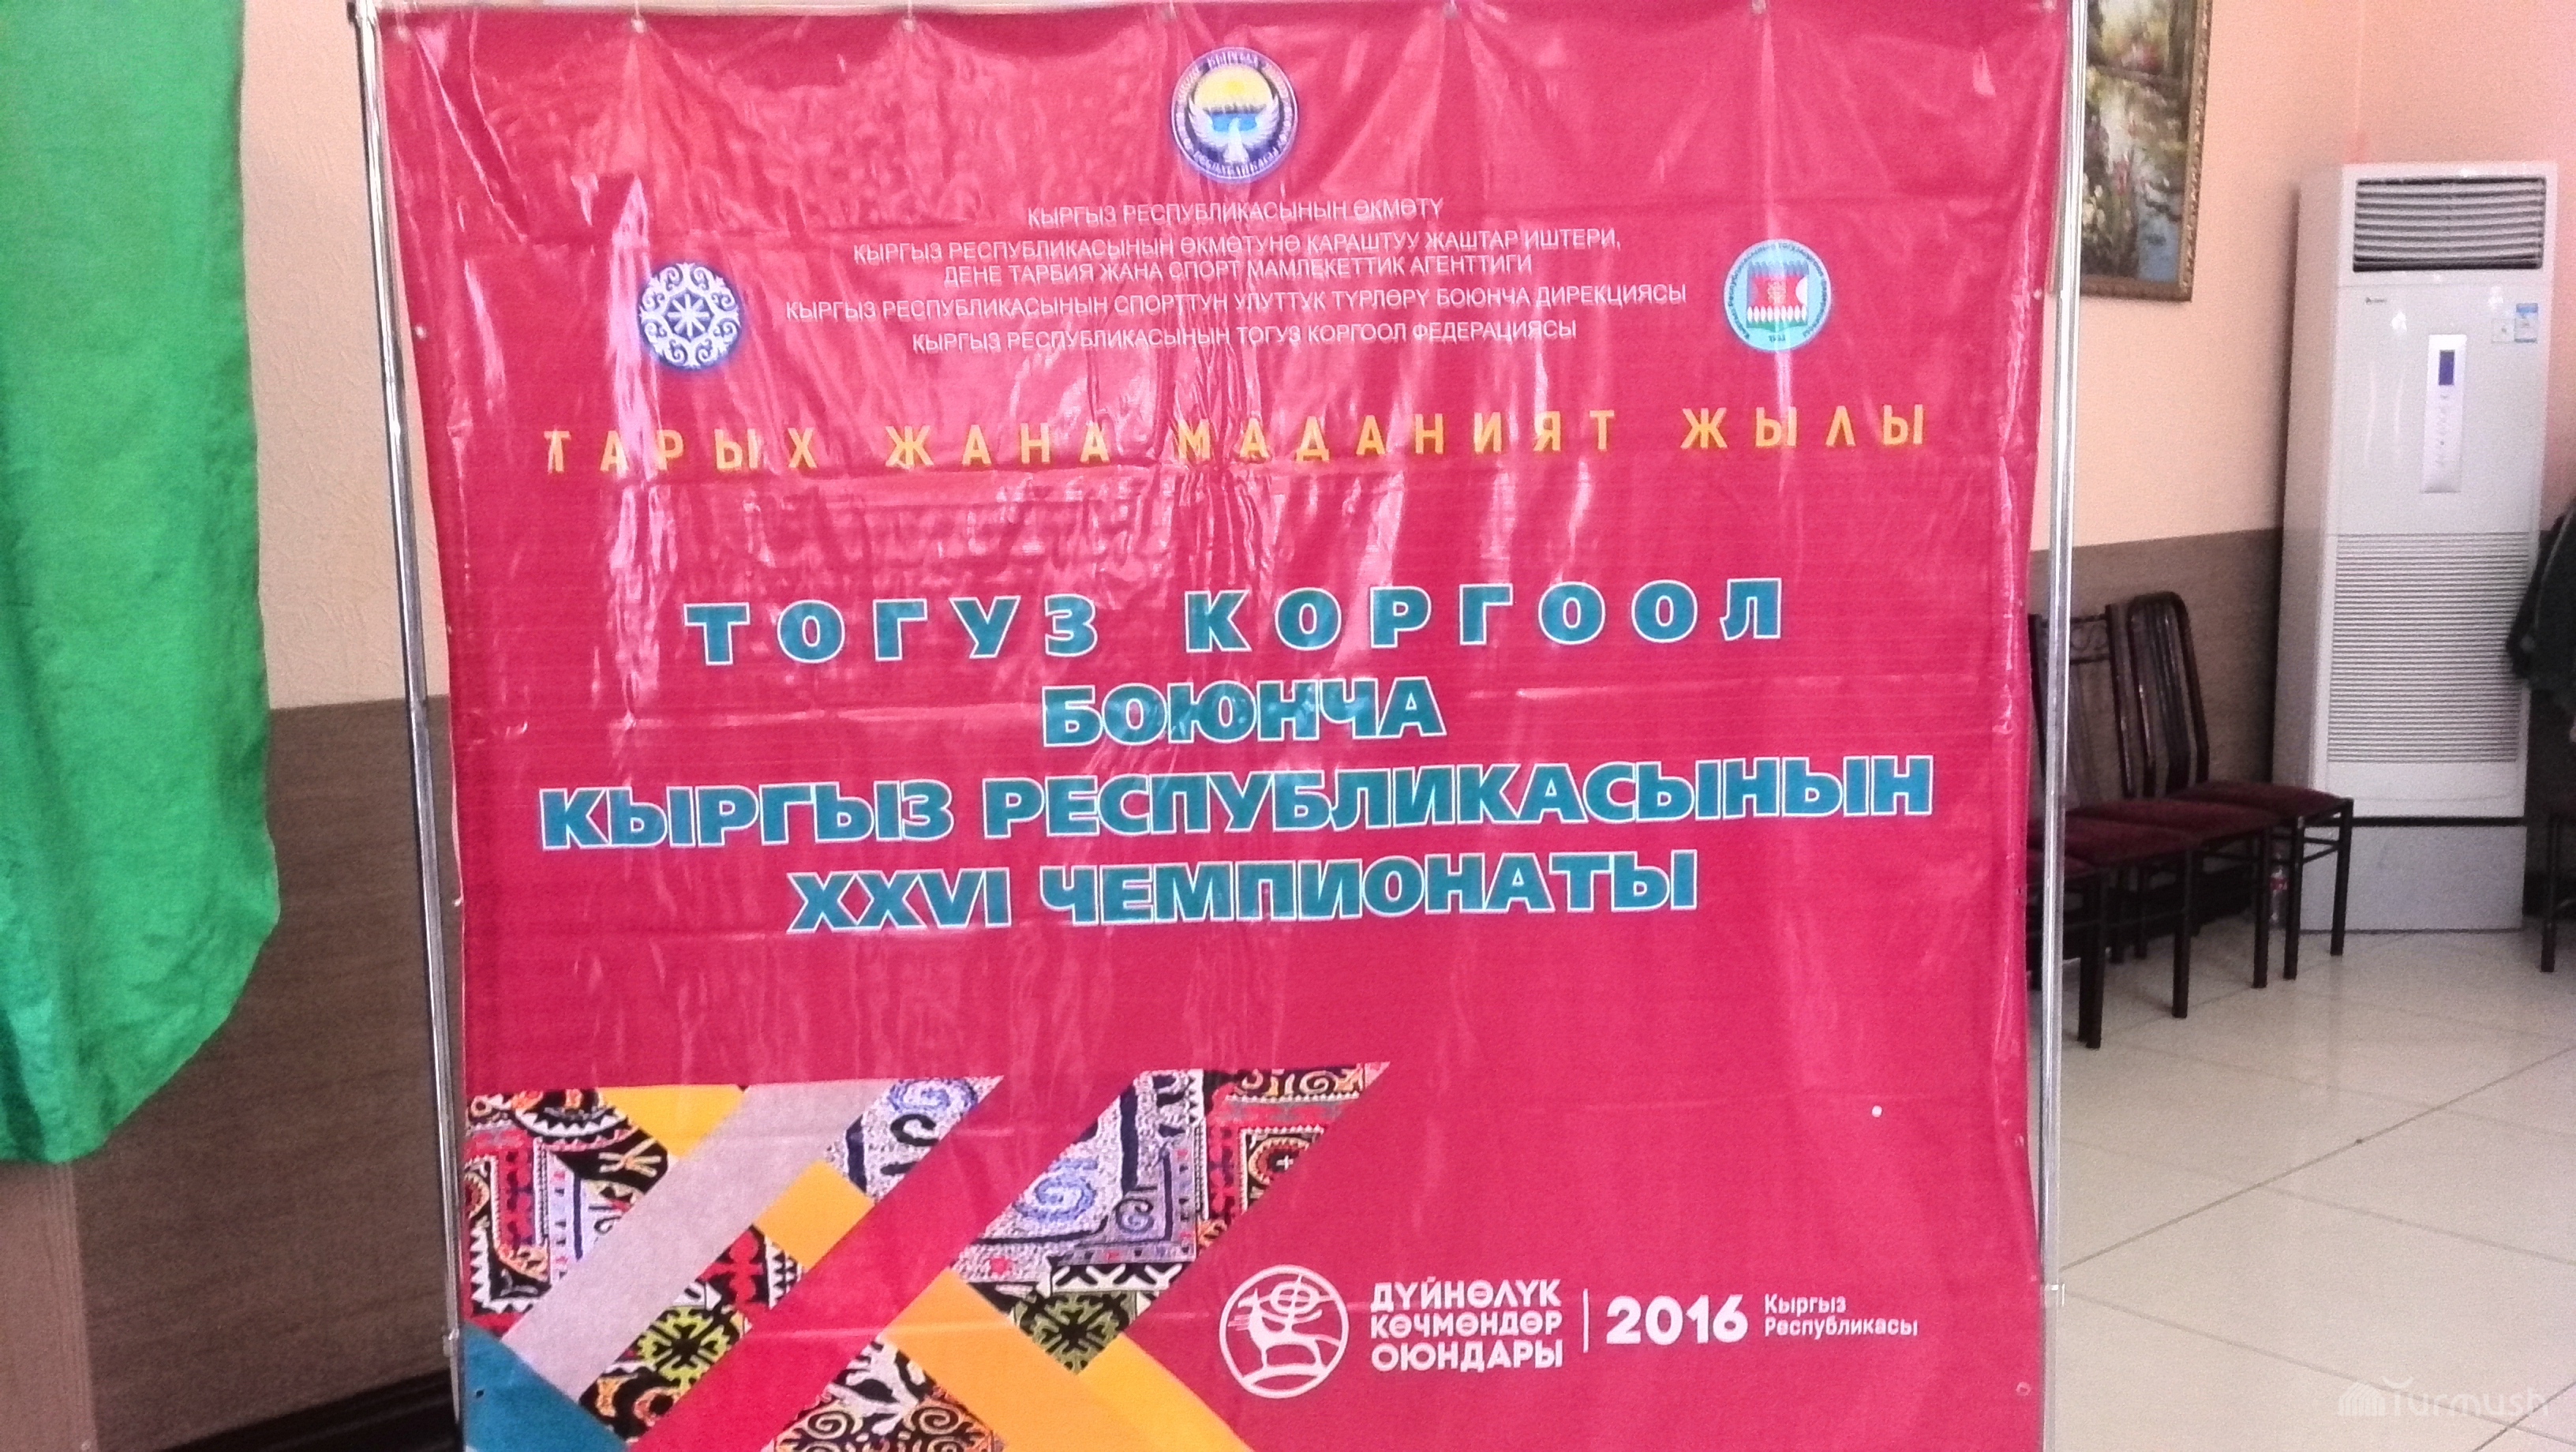 КЫРГЫЗ РЕСПУБЛИКАСЫНЫН ӨКМӨТҮ
КЫРГЫЗ РЕСПУБЛИКАСЫНЫН ӨКМӨТУНӨ КАРАШТУУ ЖАШТАР ИШТЕРИ,
ДЕНЕ ТАРБИЯ ЖАНА СПОРТ МАМЛЕКЕТТИК АГЕНТТИГИ
КЫРГЫЗ РЕСПУБЛИКАСЫНЫН СПОРТТУН УЛУТТУК ТҮРЛӨРҮ БОЮНЧА ДИРЕКЦИЯСЫ
КЫРГЫЗ РЕСПУБЛИКАСЫНЫН ТОГУЗ КОРГООЛ ФЕДЕРАЦИЯСЫ
ТАРЫХ ЖАНА МАДАНИЯТ ЖЫЛЫ
ТОГУЗ КОРГООЛ
БОЮНЧА
КЫРГЫЗ РЕСПУБЛИКАСЫНЫН
XXVI ЧЕМПИОНАТЫ
ДҮЙНӨЛҮК
КӨЧМӨНДӨР
ОЮНДАРЫ
2016
Кыргыз
Республикасы
Turmush